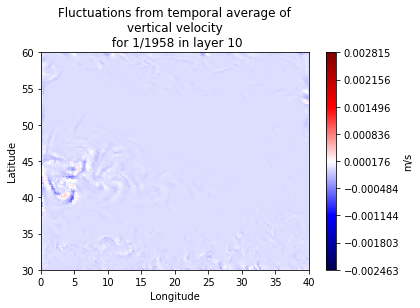 Fluctuations from temporal average of
vertical velocity
for 1/1958 in layer 10
60
55
50
45
40
35
30
Latitude
0 5 10 15 20 25 30 35 40
Longitude
0.002815
0.002156
0.001496
0.000836
0.000176
−0.000484
−0.001144
−0.001803
−0.002463
m/s